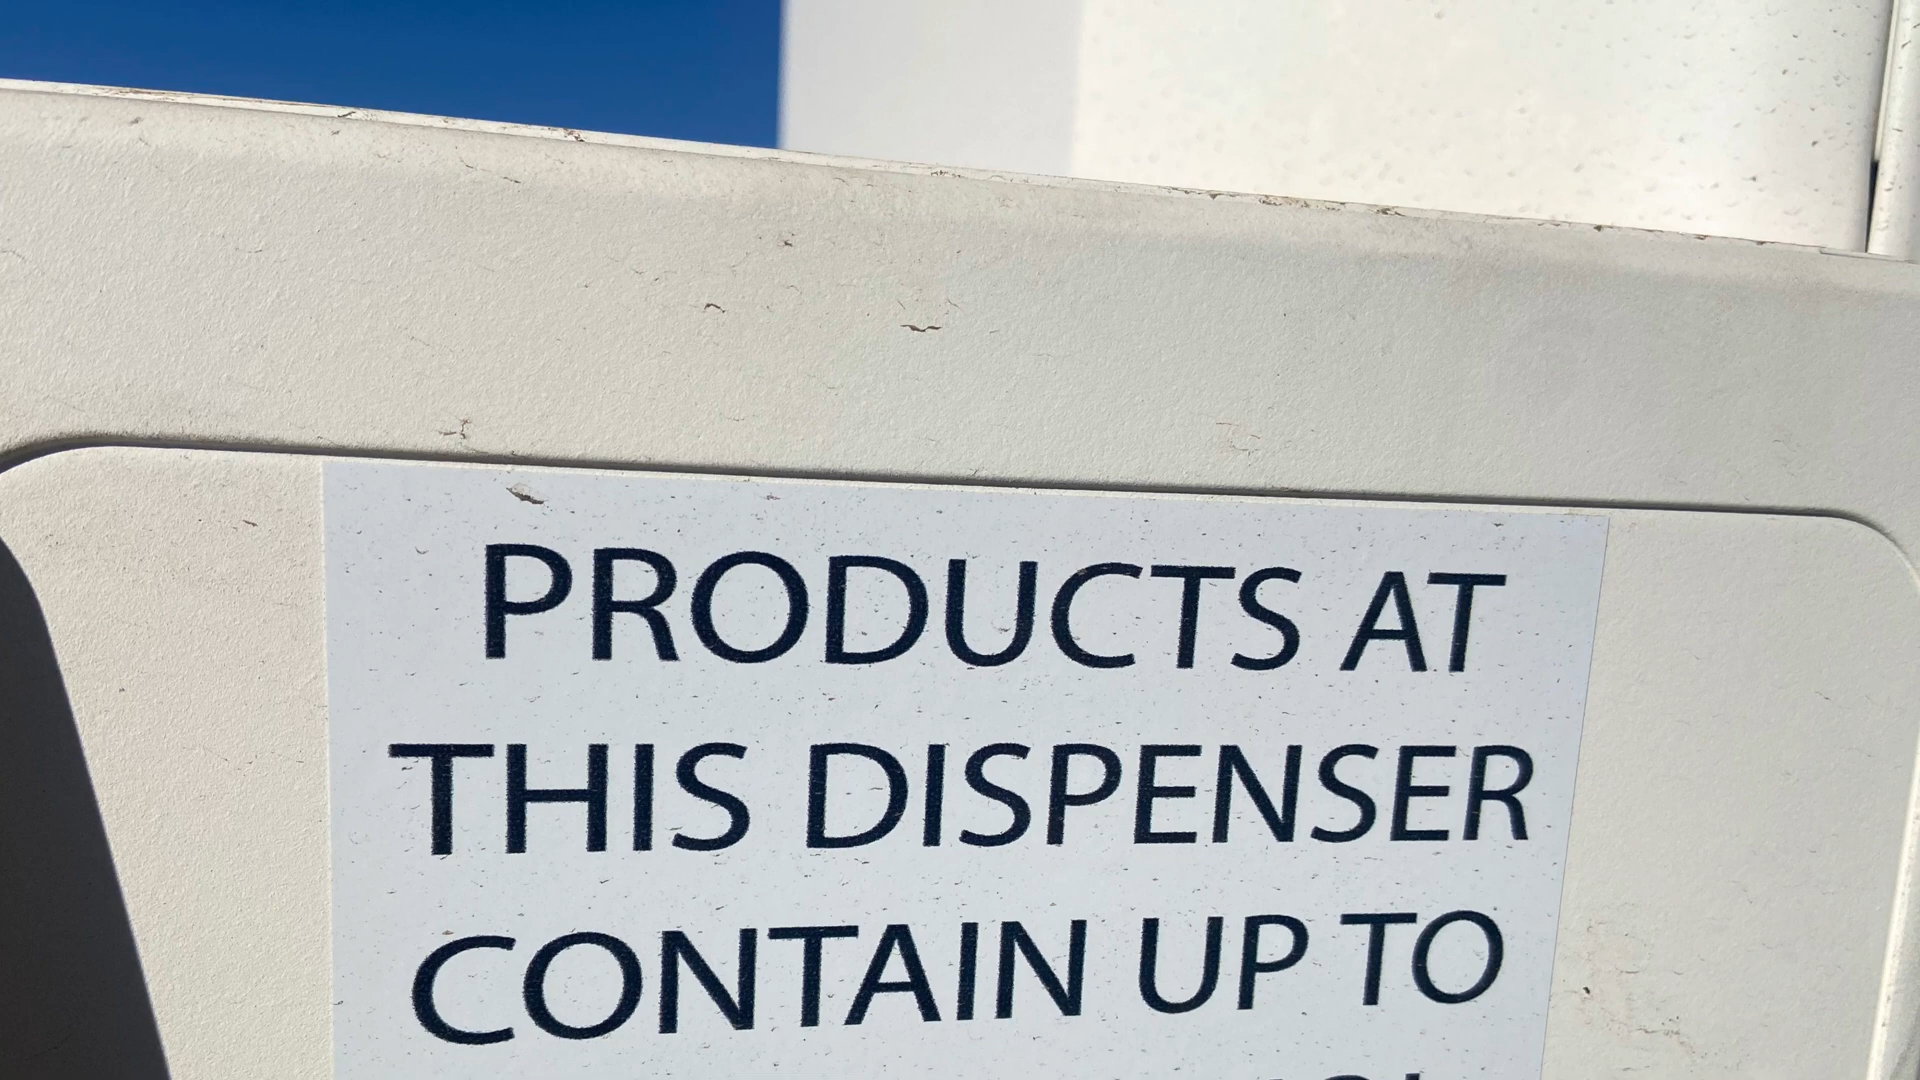 PRODUCTS AT
THIS DISPENSER
CONTAIN UP TO